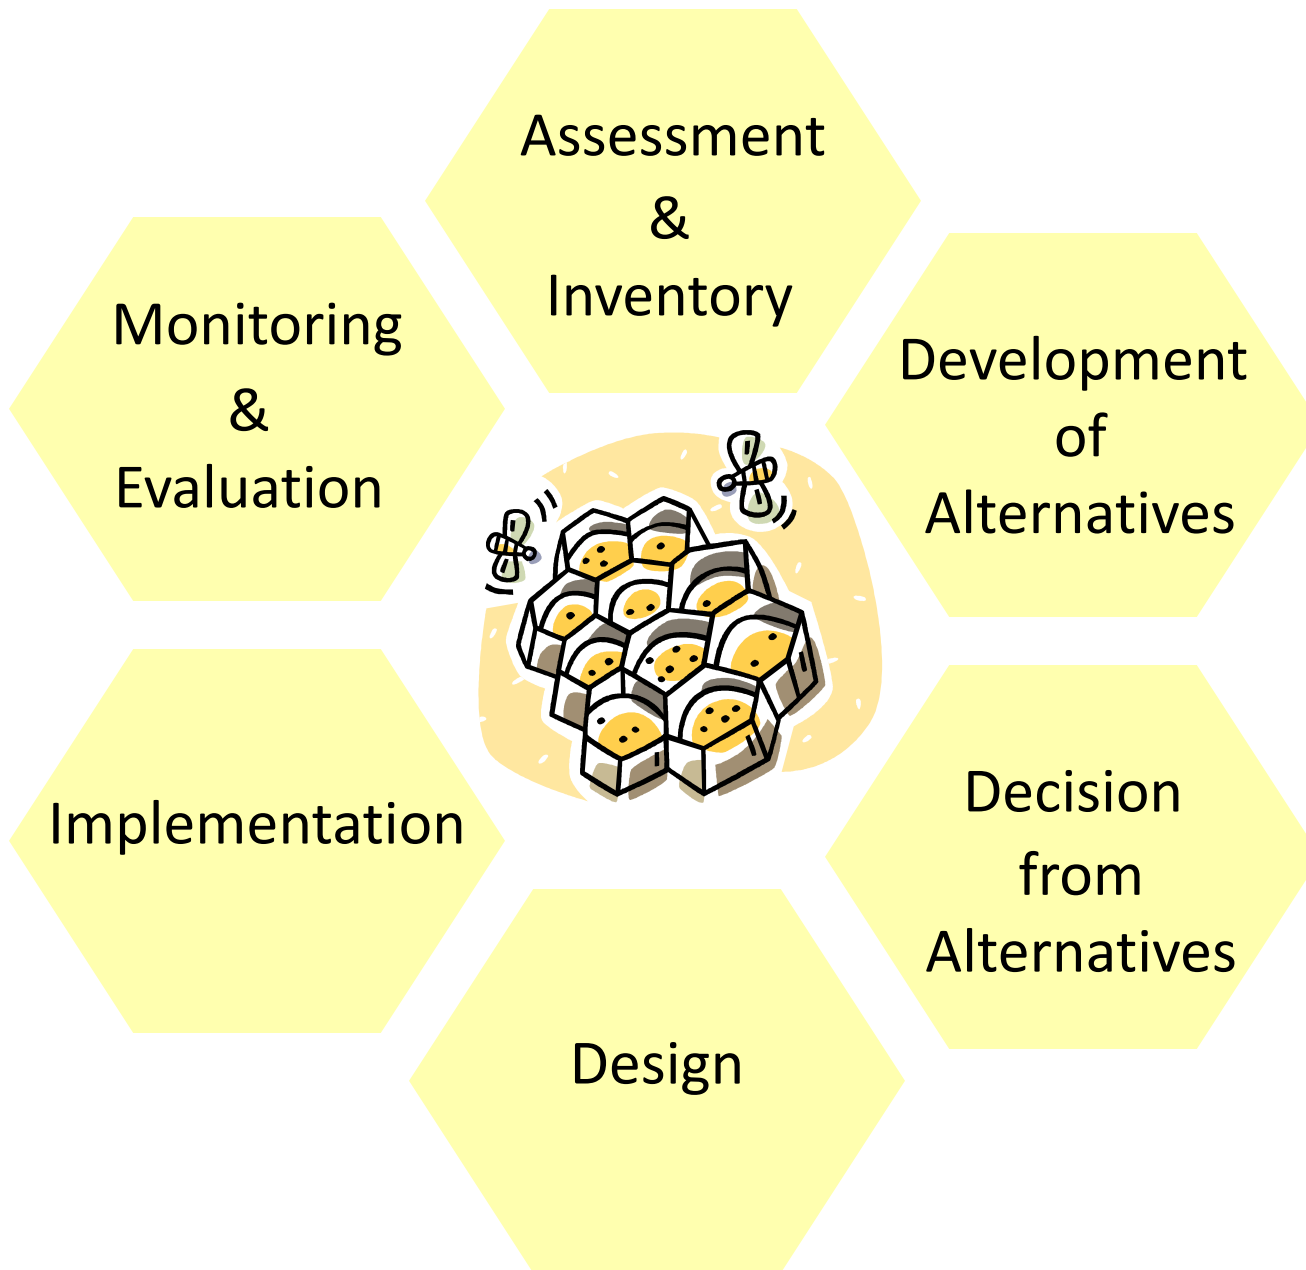 Assessment
&
Inventory
Development
of
Alternatives
Decision
from
Alternatives
Design
Implementation
Monitoring
&
Evaluation